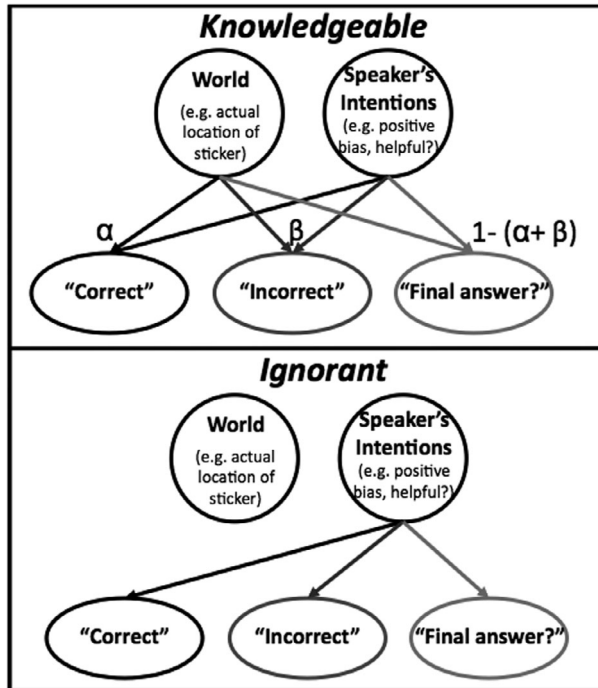 Knowledgeable
World
(e.g. actual
location of
sticker)
Speaker's
Intentions
(e.g. positive
bias, helpful?)
α
β
1- (α+ β)
“Correct”
“Incorrect”
“Final answer?”
Ignorant
World
(e.g. actual
location of
sticker)
Speaker's
Intentions
(e.g. positive
bias, helpful?)
“Correct”
“Incorrect”
“Final answer?”